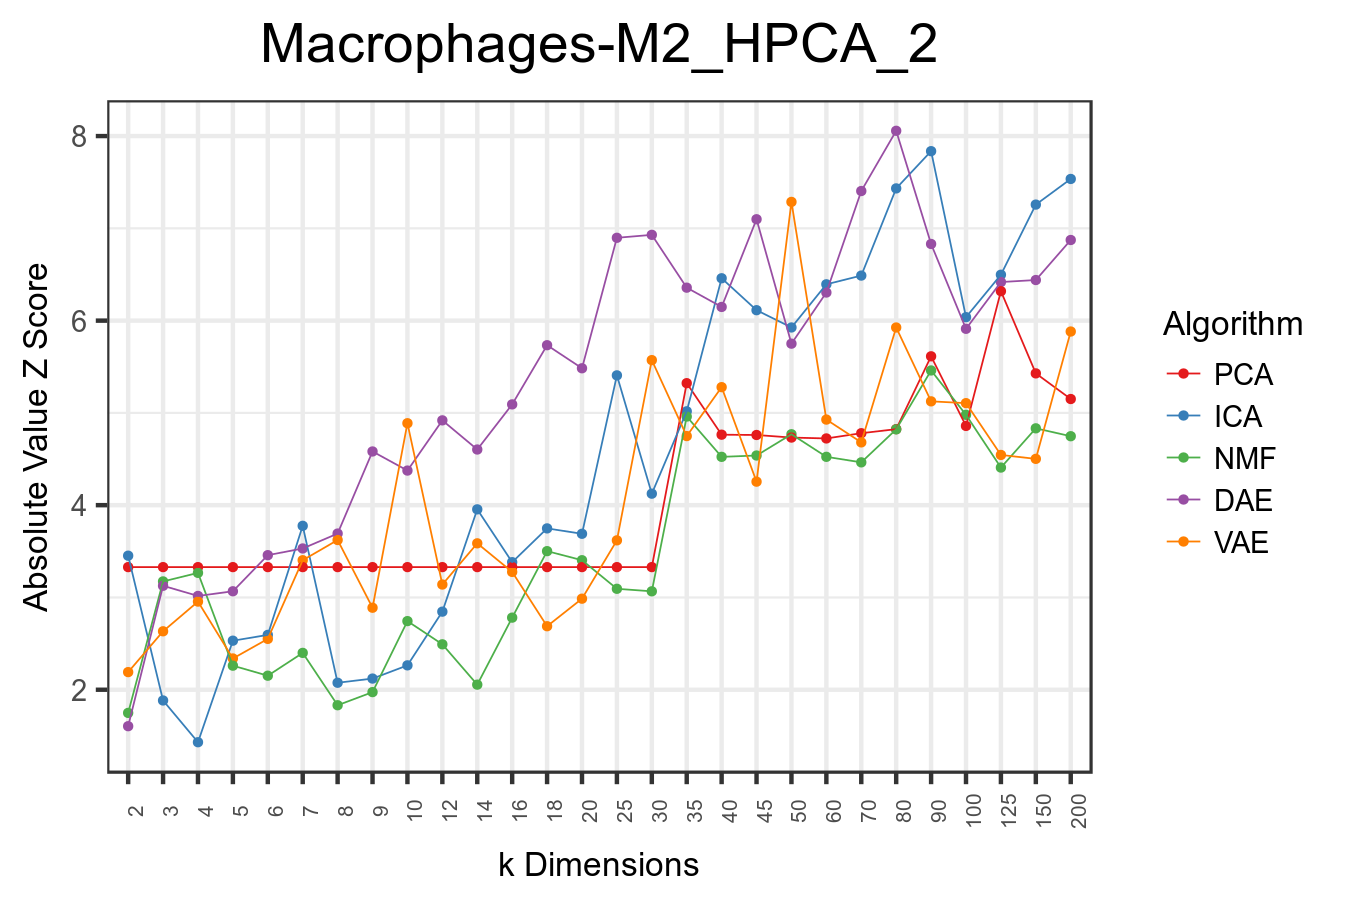 Macrophages-M2_HPCA_2
Absolute Value Z Score
8
6
4
2
2 3 4 5 6 7 8 9 10 12 14 16 18 20 25 30 35 40 45 50 60 70 80 90 100 125 150 200
k Dimensions
Algorithm
PCA
ICA
NMF
DAE
VAE